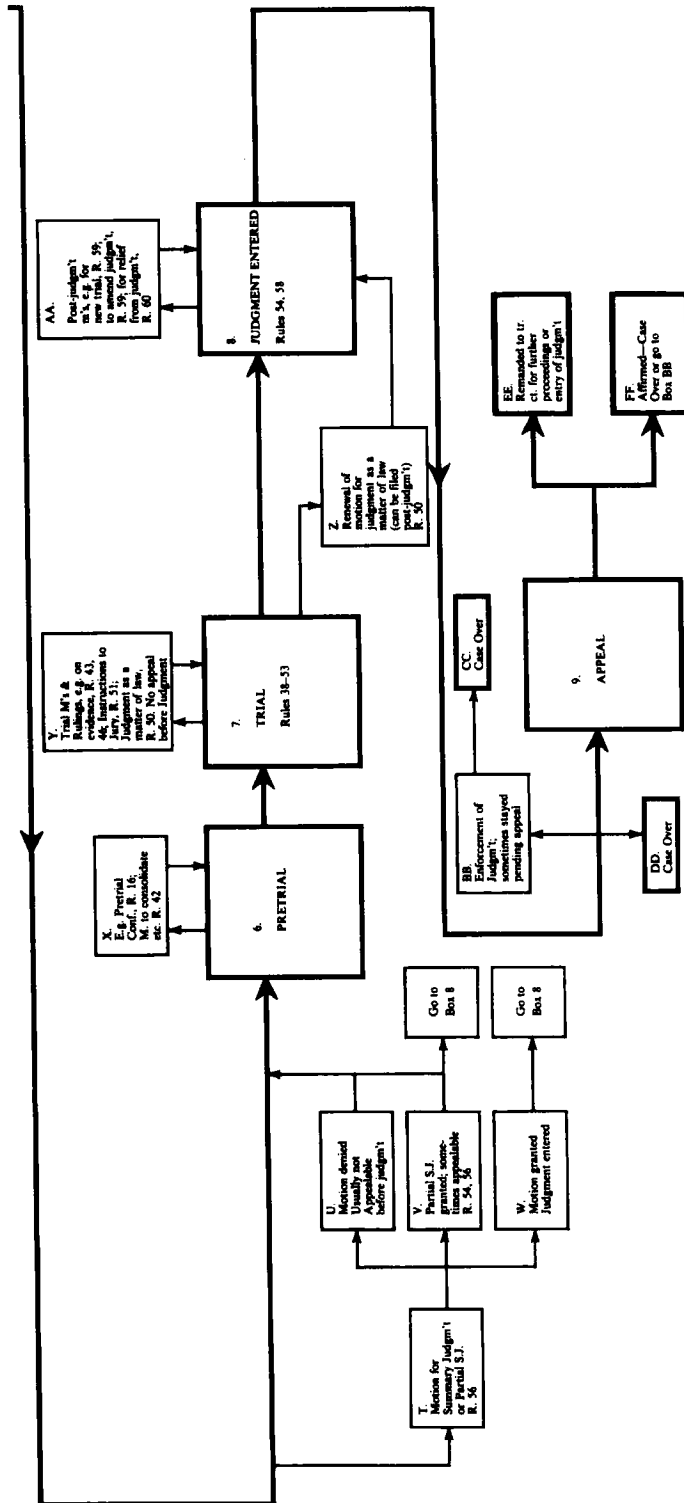 T.
Motion for
Summary Judgm't
or Partial S.J.
R. 56
U.
Motion denied
Usually not
Appealable
before judgm't
V.
Partial S.J.
granted; some-
times appealable
R. 54, 56
W.
Motion granted
Judgment entered
Go to
Box 8
Go to
Box 8
X.
E.g. Pretrial
Conf., R. 16;
M. to consolidate
etc. R. 42
6.
PRETRIAL
Y.
Trial M's &
Rulings, e.g. on
evidence, R. 43,
46; Instructions to
Jury, R. 51;
Judgment as a
matter of law,
R. 50. No appeal
before Judgment
7.
TRIAL
Rules 38–53
Z.
Renewal of
motion for
judgment as a
matter of law
(can be filed
post-judgm't)
R. 50
AA.
Post-judgm't
m's, e.g. for
new trial, R. 59;
to amend judgm't,
R. 59; for relief
from judgm't,
R. 60
8.
JUDGMENT ENTERED
Rules 54, 58
BB.
Enforcement of
Judgm't;
sometimes stayed
pending appeal
CC.
Case Over
DD.
Case Over
9.
APPEAL
EE.
Remanded to tr.
ct. for further
proceedings or
entry of judgm't
FF.
Affirmed—Case
Over or go to
Box BB